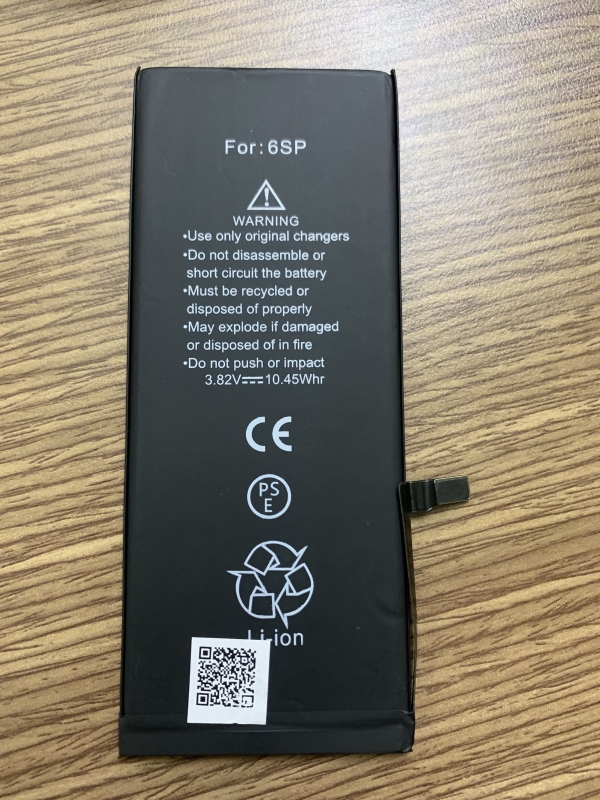 For: 6SP
WARNING
•Use only original changers
•Do not disassemble or
short circuit the battery
•Must be recycled or
disposed of properly
•May explode if damaged
or disposed of in fire
•Do not push or impact
3.82V⎓10.45Whr
CE
PS
E
Li-ion